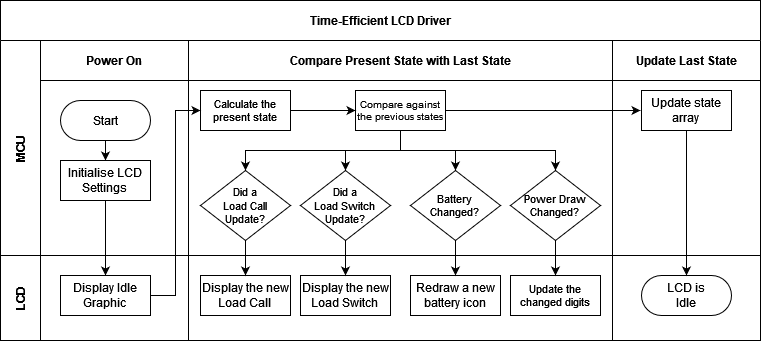 Time-Efficient LCD Driver
Power On
Compare Present State with Last State
Update Last State
MCU
Start
Initialise LCD
Settings
Calculate the
present state
Compare against
the previous states
Update state
array
Did a
Load Call
Update?
Did a
Load Switch
Update?
Battery
Changed?
Power Draw
Changed?
LCD
Display Idle
Graphic
Display the new
Load Call
Display the new
Load Switch
Redraw a new
battery icon
Update the
changed digits
LCD is
Idle